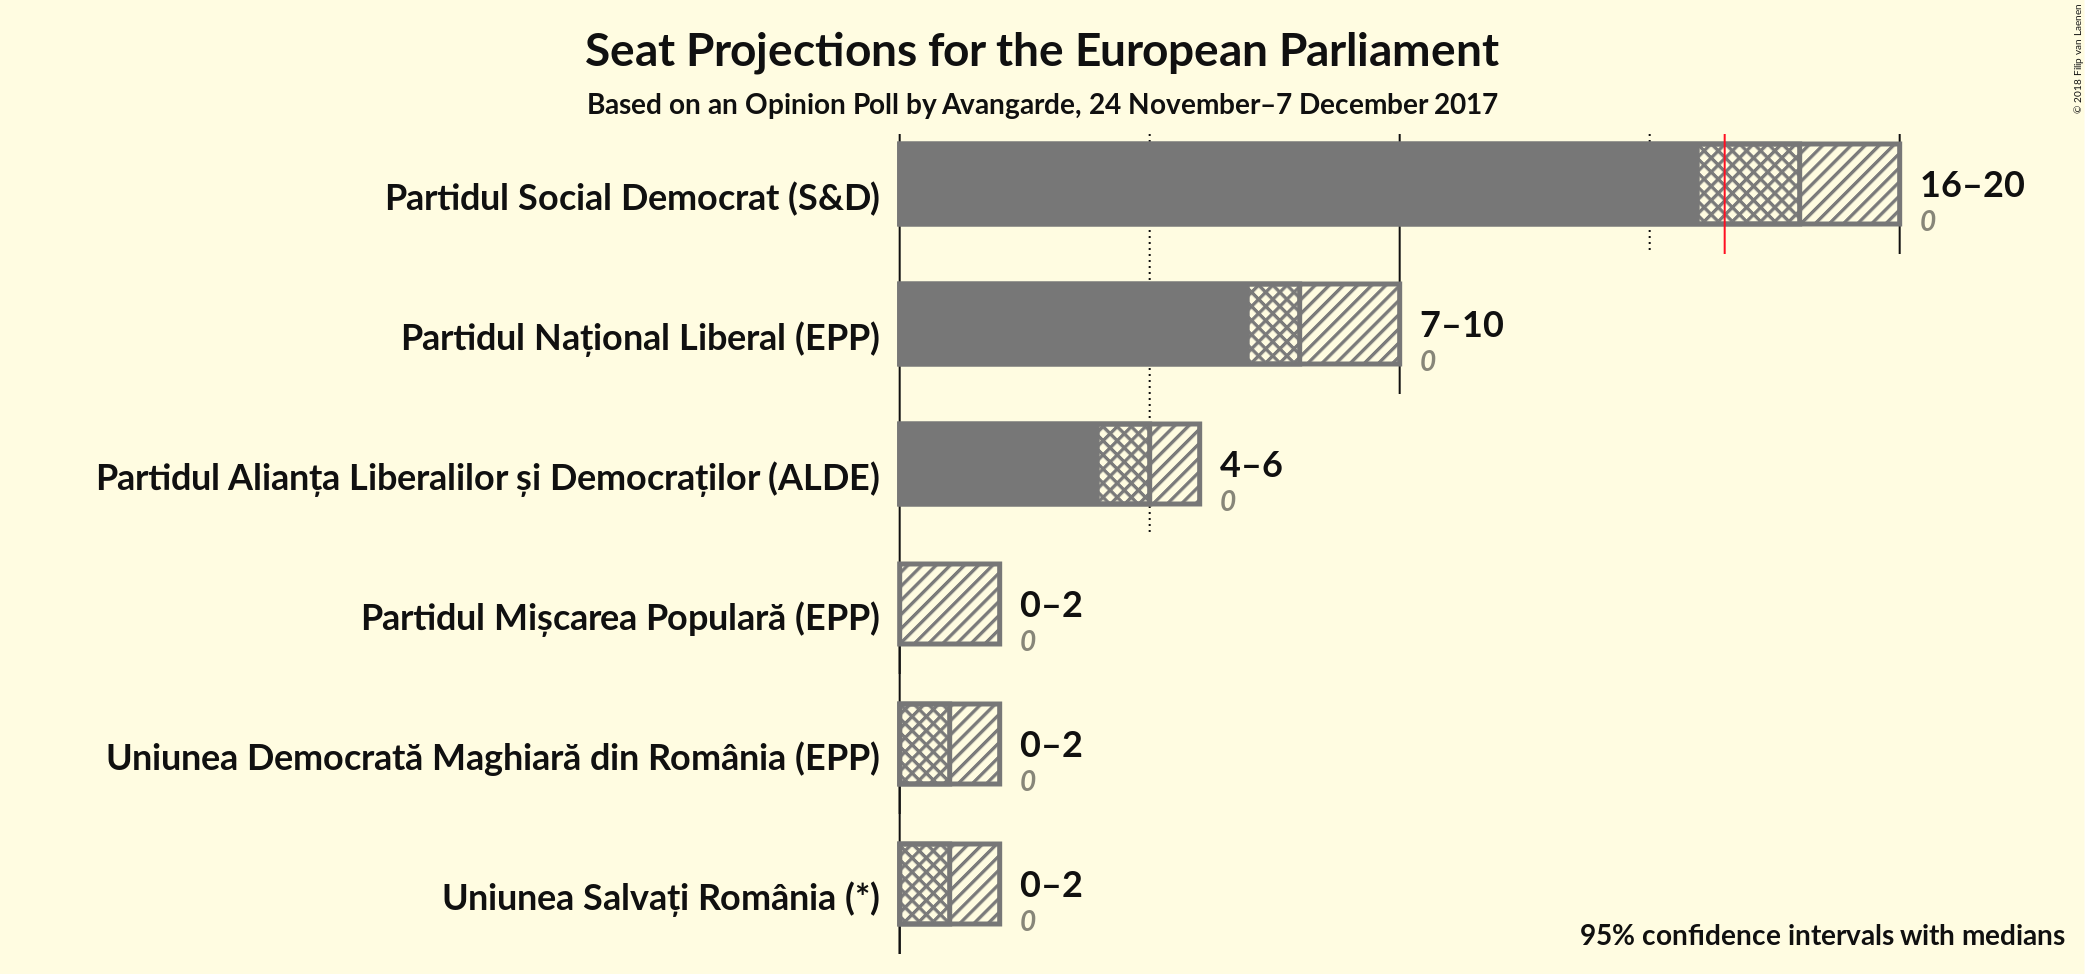 Seat Projections for the European Parliament
Based on an Opinion Poll by Avangarde, 24 November–7 December 2017
© 2018 Filip van Laenen
Partidul Social Democrat (S&D)
16–20
0
Partidul Național Liberal (EPP)
7–10
0
Partidul Alianța Liberalilor și Democraților (ALDE)
4–6
0
Partidul Mișcarea Populară (EPP)
0–2
0
Uniunea Democrată Maghiară din România (EPP)
0–2
0
Uniunea Salvați România (*)
0–2
0
95% confidence intervals with medians